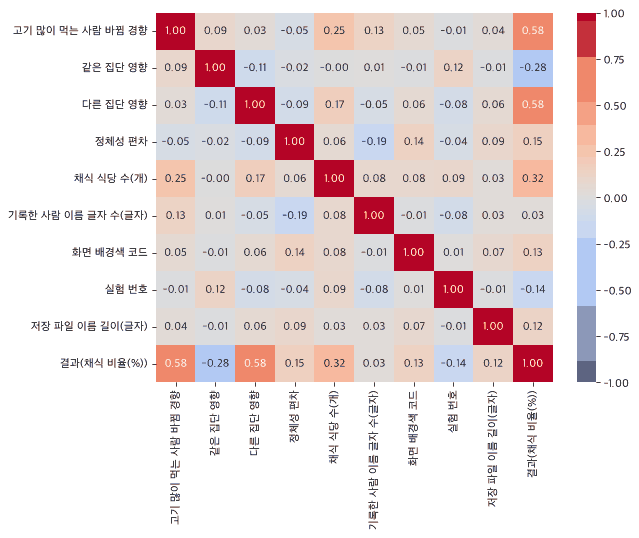 고기 많이 먹는 사람 바뀜 경향 1.00 0.09 0.03 -0.05 0.25 0.13 0.05 -0.01 0.04 0.58
같은 집단 영향 0.09 1.00 -0.11 -0.02 -0.00 0.01 -0.01 0.12 -0.01 -0.28
다른 집단 영향 0.03 -0.11 1.00 -0.09 0.17 -0.05 0.06 -0.08 0.06 0.58
정체성 편차 -0.05 -0.02 -0.09 1.00 0.06 -0.19 0.14 -0.04 0.09 0.15
채식 식당 수(개) 0.25 -0.00 0.17 0.06 1.00 0.08 0.08 0.09 0.03 0.32
기록한 사람 이름 글자 수(글자) 0.13 0.01 -0.05 -0.19 0.08 1.00 -0.01 -0.08 0.03 0.03
화면 배경색 코드 0.05 -0.01 0.06 0.14 0.08 -0.01 1.00 0.01 0.07 0.13
실험 번호 -0.01 0.12 -0.08 -0.04 0.09 -0.08 0.01 1.00 -0.01 -0.14
저장 파일 이름 길이(글자) 0.04 -0.01 0.06 0.09 0.03 0.03 0.07 -0.01 1.00 0.12
결과(채식 비율(%)) 0.58 -0.28 0.58 0.15 0.32 0.03 0.13 -0.14 0.12 1.00
고기 많이 먹는 사람 바뀜 경향
같은 집단 영향
다른 집단 영향
정체성 편차
채식 식당 수(개)
기록한 사람 이름 글자 수(글자)
화면 배경색 코드
실험 번호
저장 파일 이름 길이(글자)
결과(채식 비율(%))
1.00
0.75
0.50
0.25
0.00
-0.25
-0.50
-0.75
-1.00